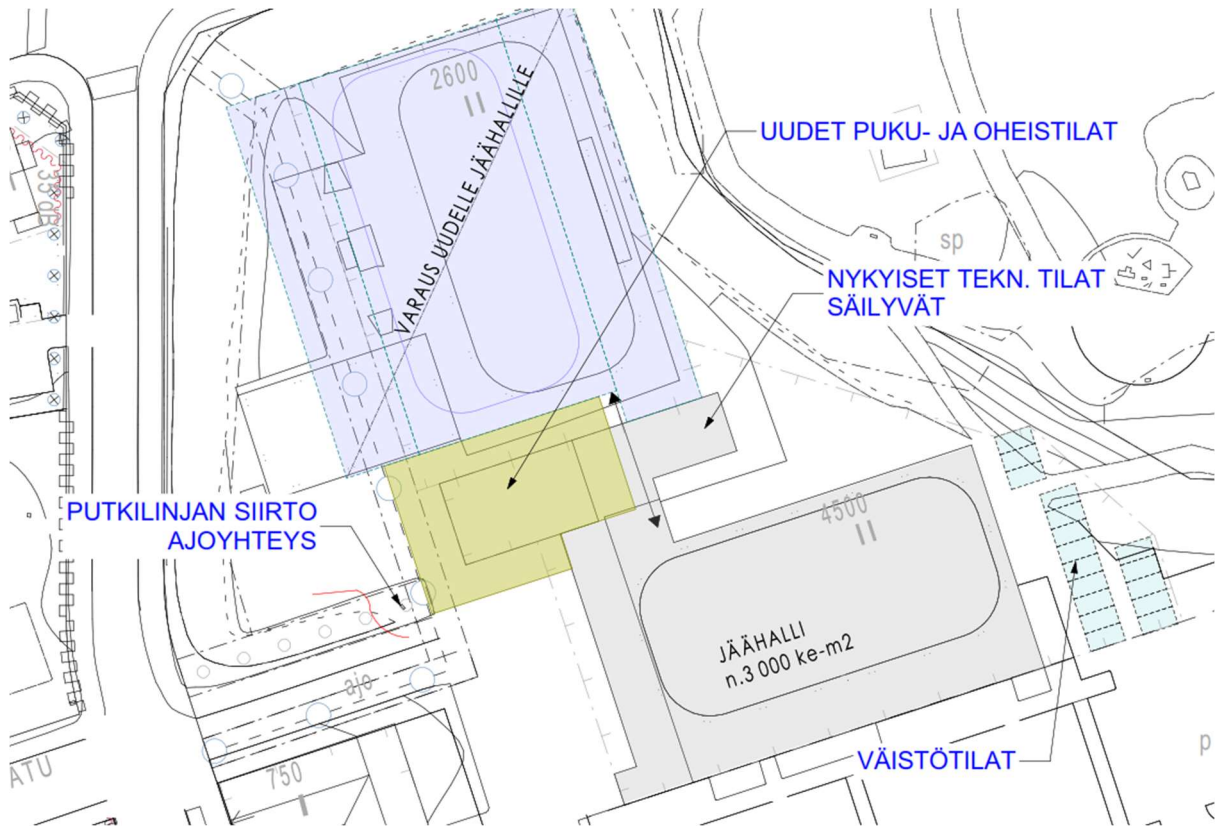 2600
II
VARAUS UUDELLE JÄÄHALLILLE
UUDET PUKU- JA OHEISTILAT
sp
NYKYISET TEKN. TILAT
SÄILYVÄT
PUTKILINJAN SIIRTO
AJOYHTEYS
4500
II
JÄÄHALLI
n.3 000 ke-m2
ajo
VÄISTÖTILAT
ATU
750
I
p